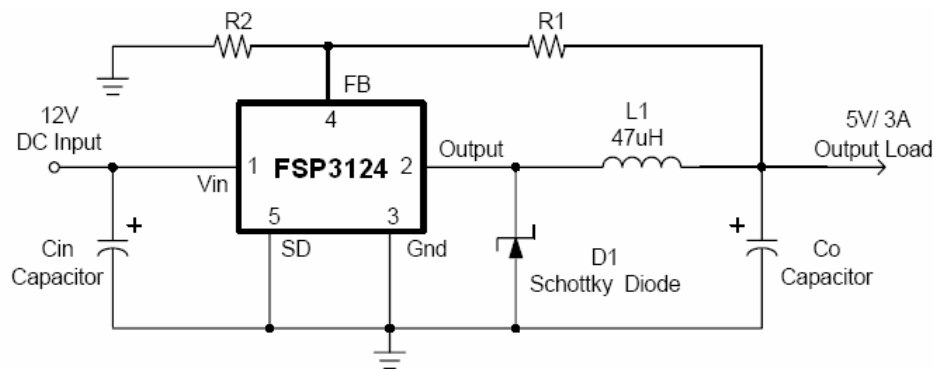 R2
R1
FB
4
12V
DC Input
L1
47uH
5V/ 3A
Output Load
Output
1
FSP3124
2
Vin
5
3
SD
Gnd
+
Cin
Capacitor
D1
Schottky Diode
+
Co
Capacitor